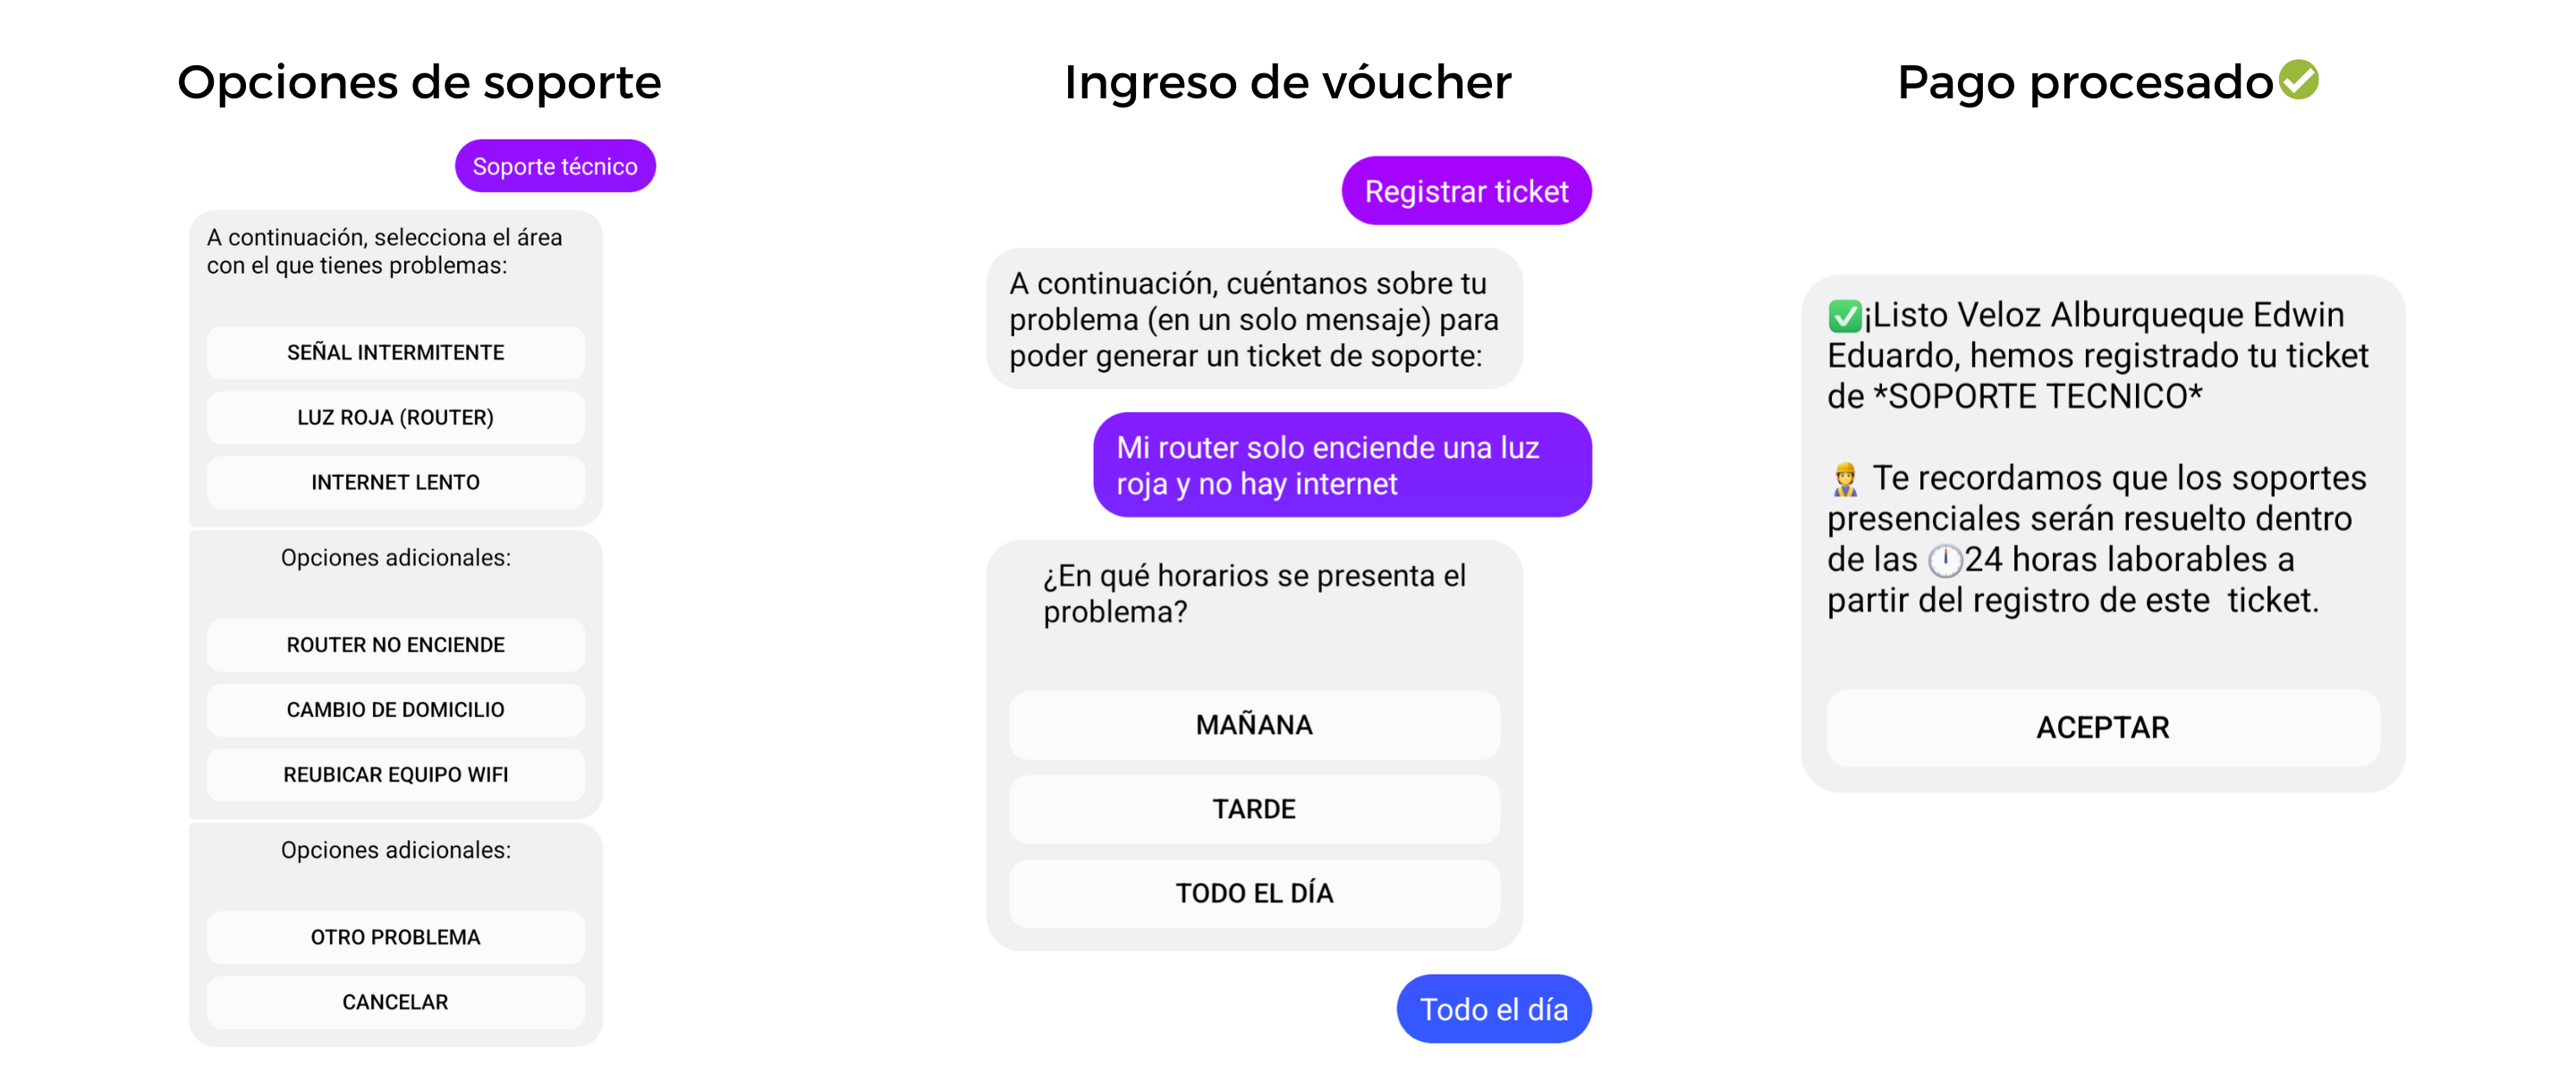 Opciones de soporte
Soporte técnico
A continuación, selecciona el área
con el que tienes problemas:
SEÑAL INTERMITENTE
LUZ ROJA (ROUTER)
INTERNET LENTO
Opciones adicionales:
ROUTER NO ENCIENDE
CAMBIO DE DOMICILIO
REUBICAR EQUIPO WIFI
Opciones adicionales:
OTRO PROBLEMA
CANCELAR
Ingreso de vóucher
Registrar ticket
A continuación, cuéntanos sobre tu
problema (en un solo mensaje) para
poder generar un ticket de soporte:
Mi router solo enciende una luz
roja y no hay internet
¿En qué horarios se presenta el
problema?
MAÑANA
TARDE
TODO EL DÍA
Todo el día
Pago procesado✅
✅¡Listo Veloz Alburqueque Edwin
Eduardo, hemos registrado tu ticket
de *SOPORTE TECNICO*
👷 Te recordamos que los soportes
presenciales serán resuelto dentro
de las 🕛24 horas laborables a
partir del registro de este  ticket.
ACEPTAR